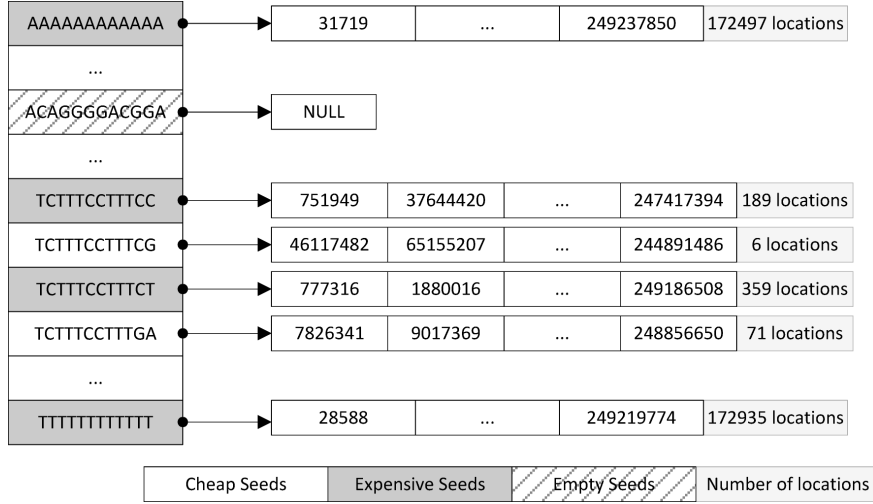 AAAAAAAAAAAA 31719 ... 249237850 172497 locations
...
ACAGGGGACGGA NULL
...
TCTTTCCTTTCC 751949 37644420 ... 247417394 189 locations
TCTTTCCTTTCG 46117482 65155207 ... 244891486 6 locations
TCTTTCCTTTCT 777316 1880016 ... 249186508 359 locations
TCTTTCCTTTGA 7826341 9017369 ... 248856650 71 locations
...
TTTTTTTTTTTT 28588 ... 249219774 172935 locations
Cheap Seeds Expensive Seeds Empty Seeds Number of locations